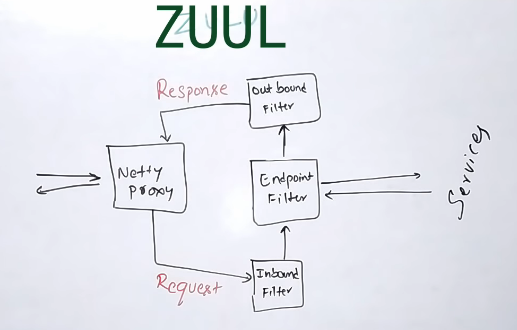 ZUUL
Response
Out bound
Filter
Netty
Proxy
Endpoint
Filter
Services
Inbound
Filter
Request